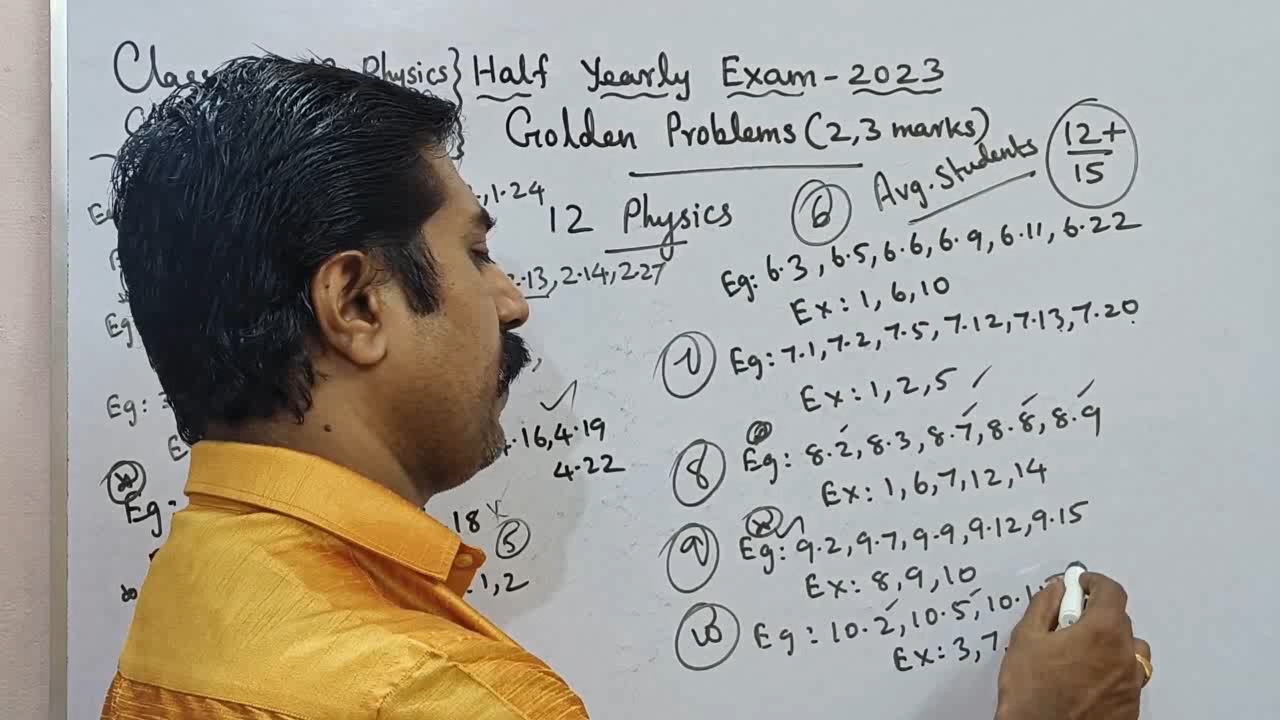 Class Physics} Half Yearly Exam - 2023
Golden Problems (2,3 marks)
Avg. Students 12+/15
, 1.24
12 Physics
2.13, 2.14, 2.27
Eg:
Eg: 3
4.16, 4.19
4.22
Eg -
18
5
1, 2
6
Eg: 6.3, 6.5, 6.6, 6.9, 6.11, 6.22
Ex: 1, 6, 10
7 Eg: 7.1, 7.2, 7.5, 7.12, 7.13, 7.20
Ex: 1, 2, 5 ✓
8 Eg: 8.2, 8.3, 8.7, 8.8, 8.9
Ex: 1, 6, 7, 12, 14
9 Eg: 9.2, 9.7, 9.9, 9.12, 9.15
Ex: 8, 9, 10
10 Eg: 10.2, 10.5, 10.1
Ex: 3, 7,